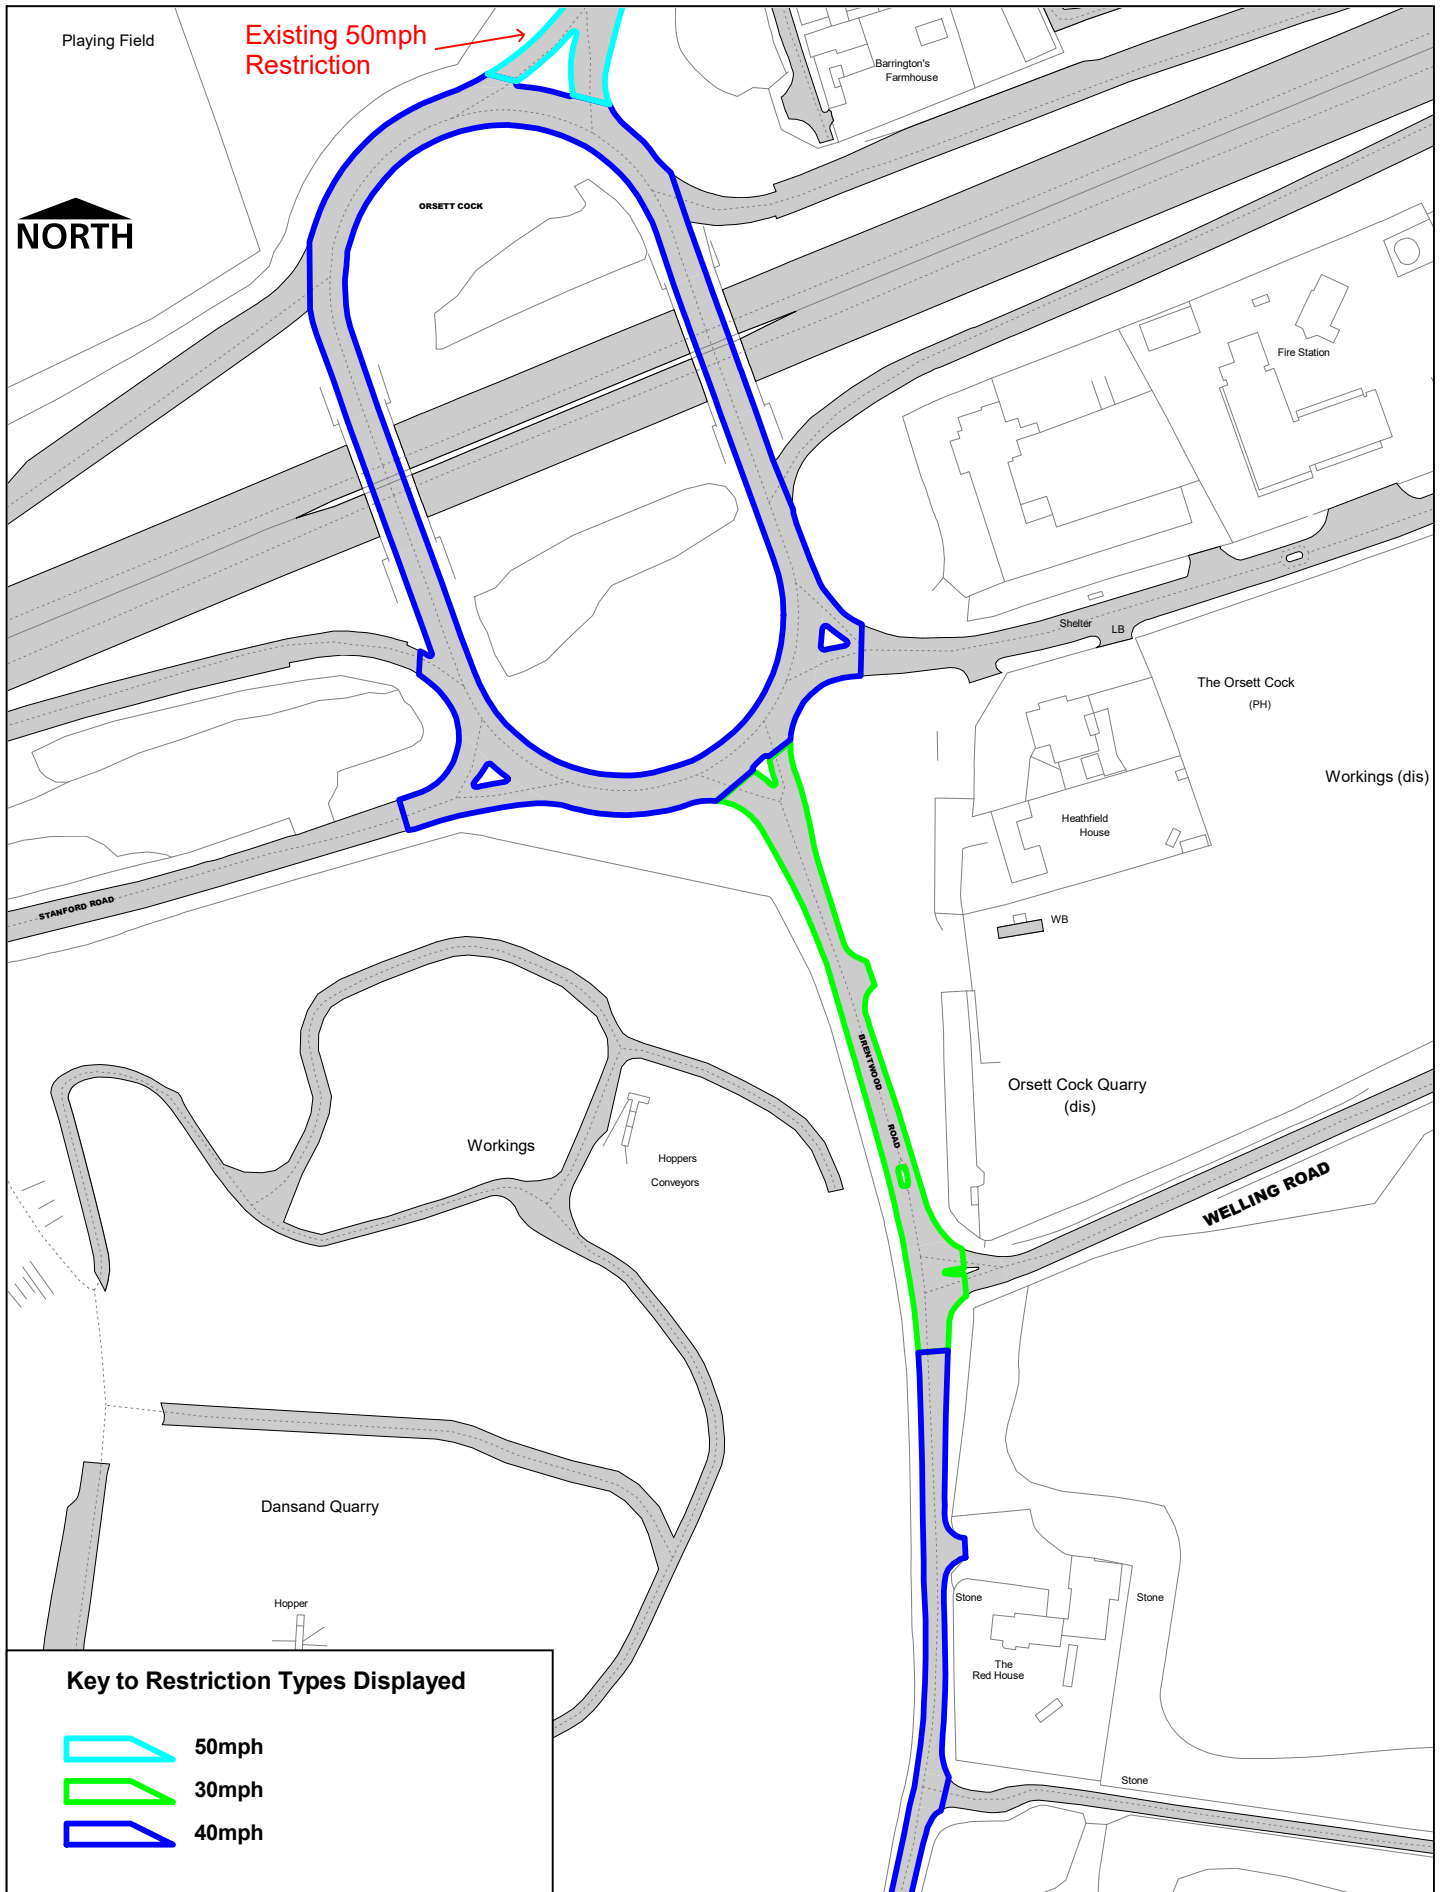 Playing Field
Existing 50mph
Restriction
Barrington's
Farmhouse
NORTH
ORSETT COCK
Fire Station
Shelter
LB
The Orsett Cock
(PH)
Workings (dis)
Heathfield
House
STANFORD ROAD
WB
BRENTWOOD
ROAD
Orsett Cock Quarry
(dis)
Workings
Hoppers
Conveyors
WELLING ROAD
Dansand Quarry
Hopper
Stone
Stone
The
Red House
Stone
Key to Restriction Types Displayed
50mph
30mph
40mph